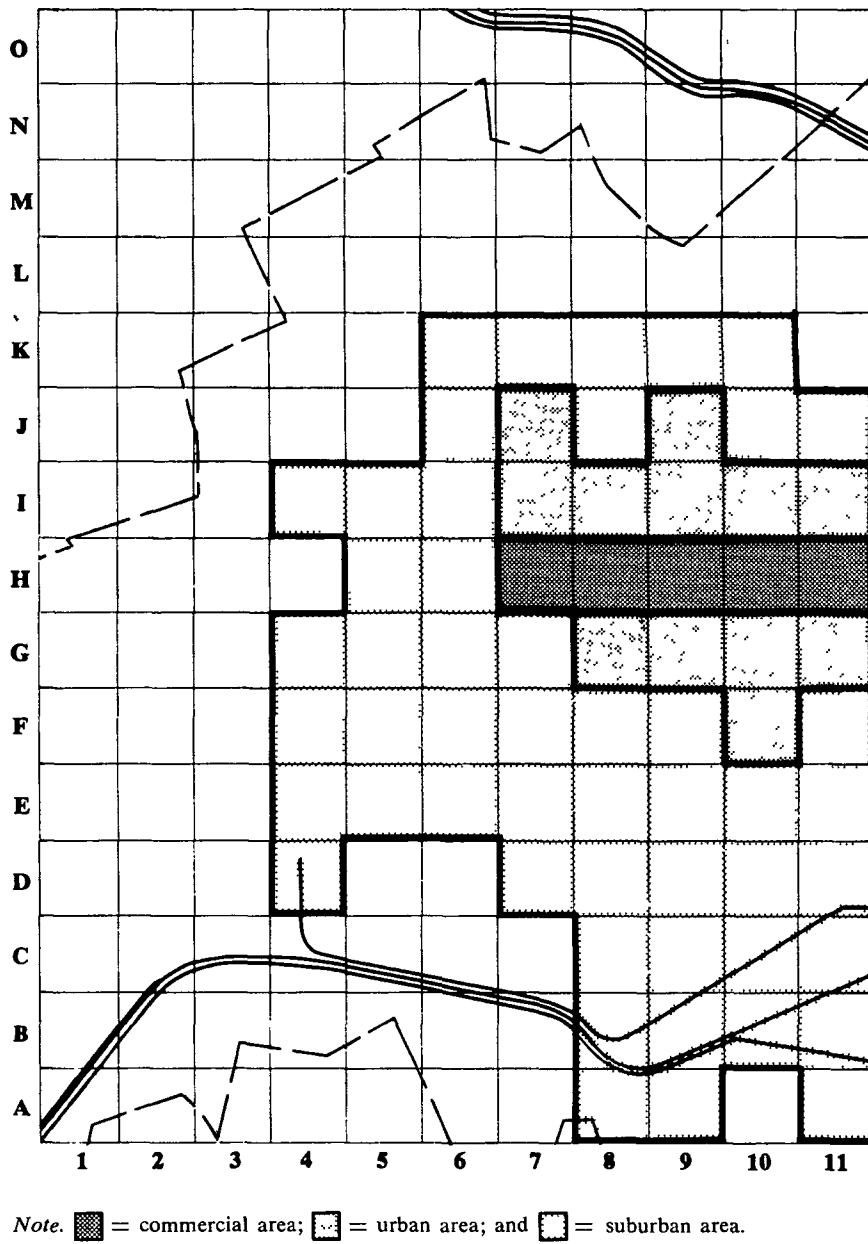 O
N
M
L
K
J
I
H
G
F
E
D
C
B
A
1 2 3 4 5 6 7 8 9 10 11
Note. = commercial area; = urban area; and = suburban area.